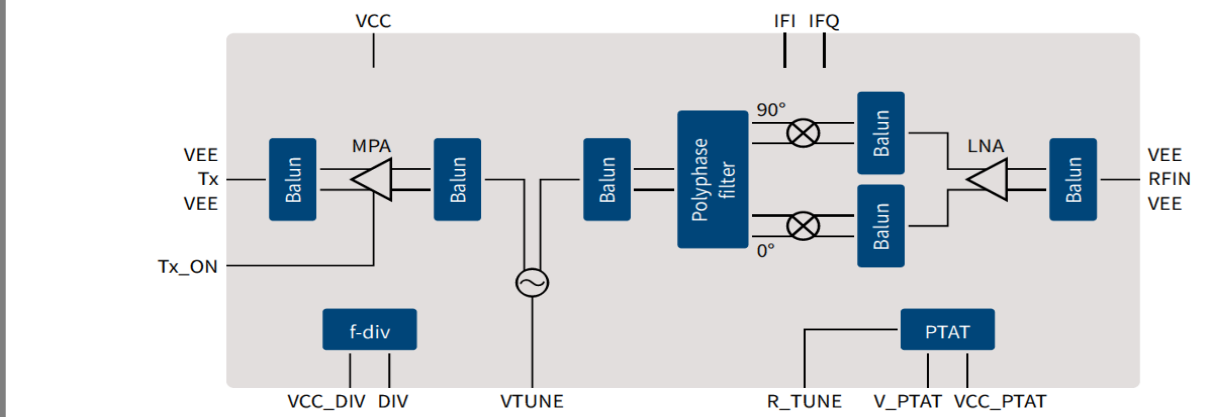 VCC
IFI IFQ
90°
MPA
LNA
VEE
Tx
VEE
Balun
Balun
Balun
Polyphase
filter
Balun
Balun
Balun
VEE
RFIN
VEE
0°
Tx_ON
f-div
PTAT
VCC_DIV DIV
VTUNE
R_TUNE
V_PTAT
VCC_PTAT